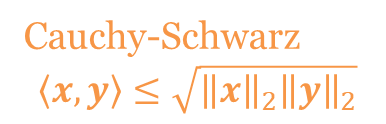 Cauchy-Schwarz
⟨x, y⟩ ≤ √(‖x‖₂‖y‖₂)